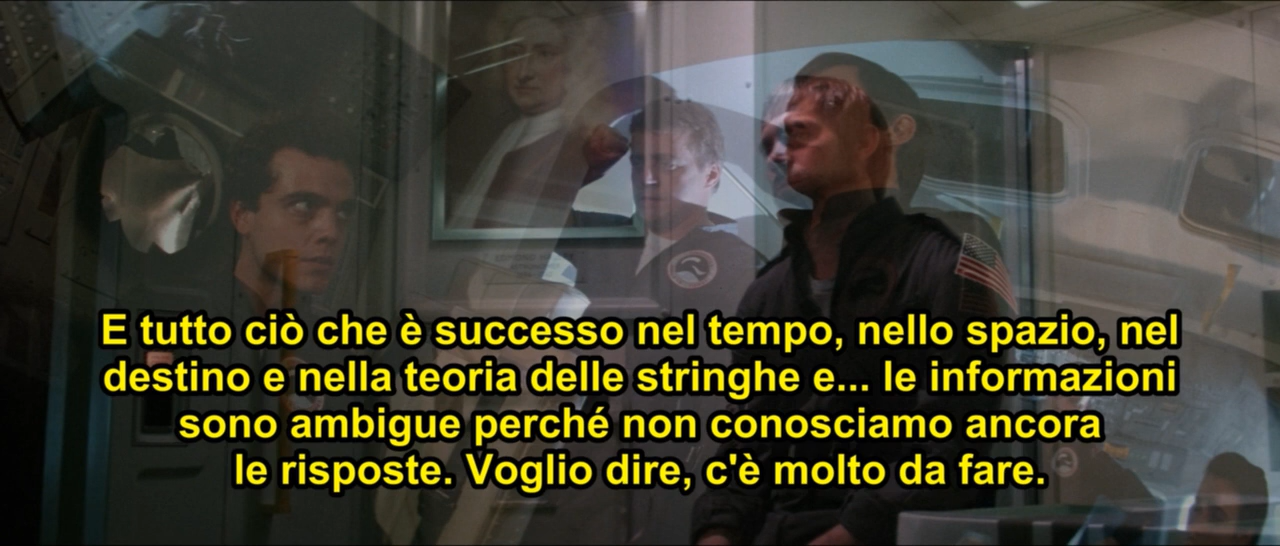 E tutto ciò che è successo nel tempo, nello spazio, nel
destino e nella teoria delle stringhe e... le informazioni
sono ambigue perché non conosciamo ancora
le risposte. Voglio dire, c'è molto da fare.